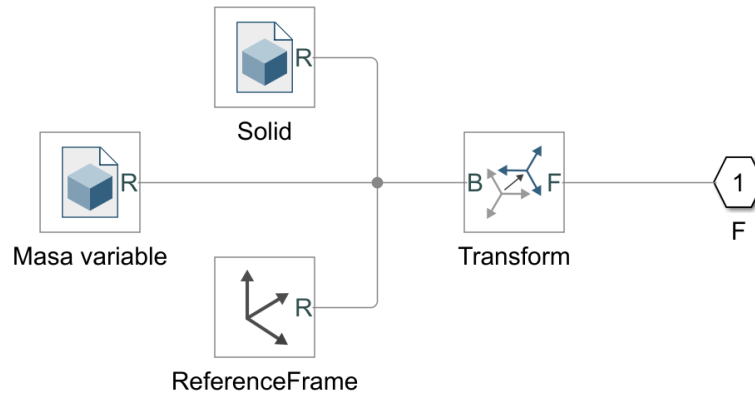 R
Solid
R
Masa variable
B
F
Transform
1
F
R
ReferenceFrame